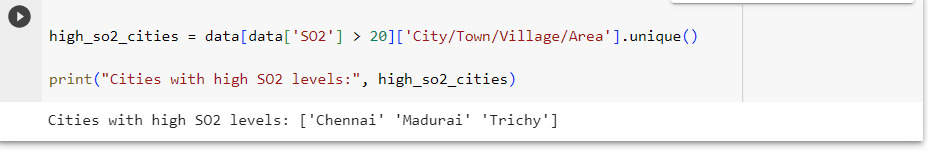 high_so2_cities = data[data['SO2'] > 20]['City/Town/Village/Area'].unique()
print("Cities with high SO2 levels:", high_so2_cities)
Cities with high SO2 levels: ['Chennai' 'Madurai' 'Trichy']